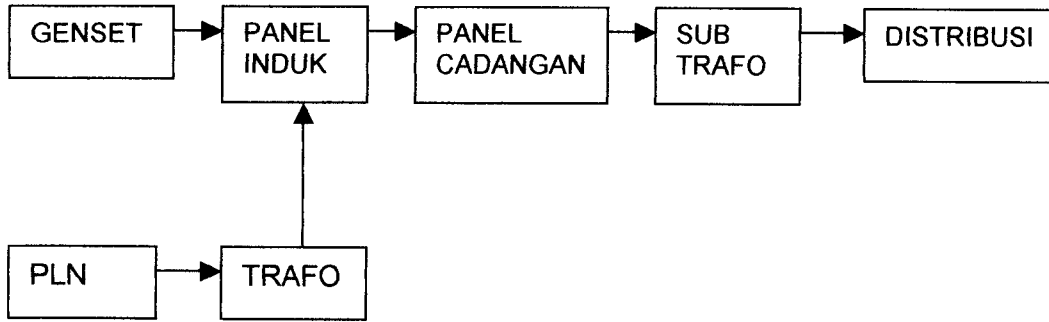 GENSET
PANEL
INDUK
PANEL
CADANGAN
SUB
TRAFO
DISTRIBUSI
PLN
TRAFO